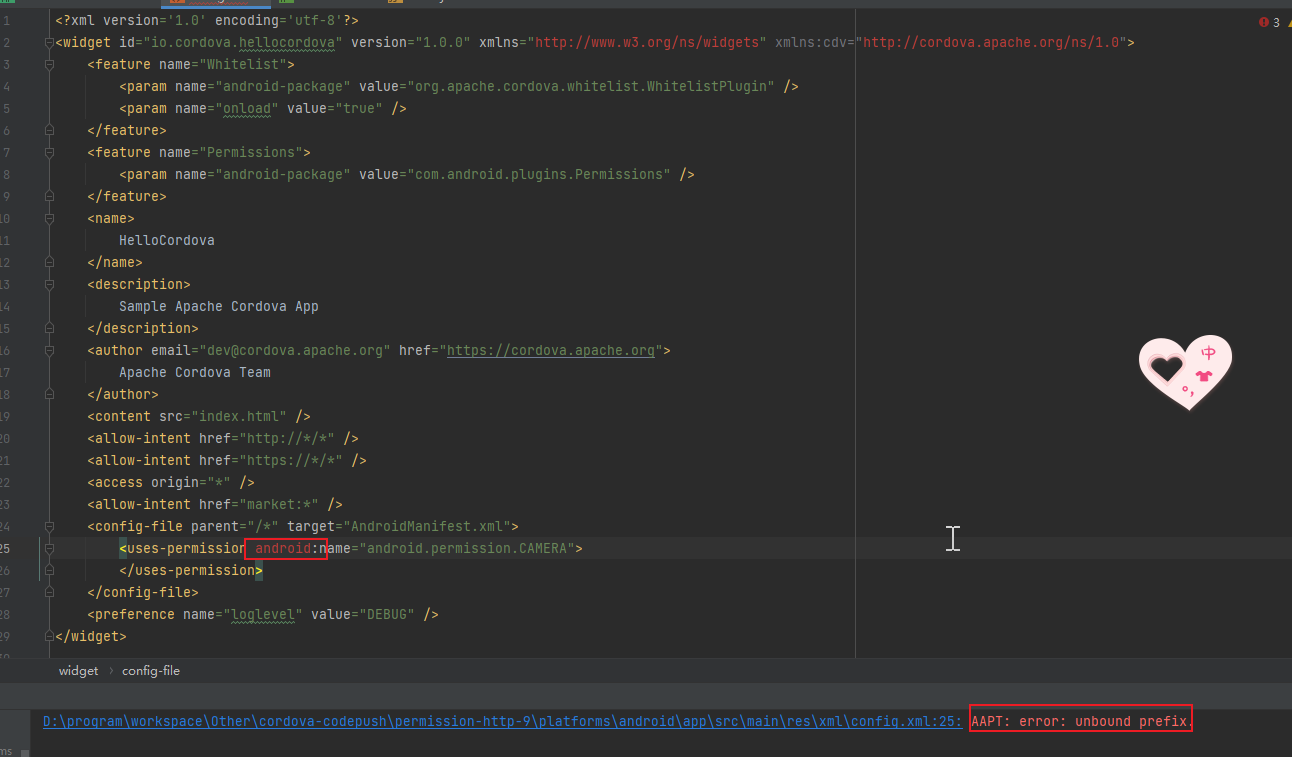 1 <?xml version='1.0' encoding='utf-8'?>
3
2 <widget id="io.cordova.hellocordova" version="1.0.0" xmlns="http://www.w3.org/ns/widgets" xmlns:cdv="http://cordova.apache.org/ns/1.0">
3 <feature name="Whitelist">
4 <param name="android-package" value="org.apache.cordova.whitelist.WhitelistPlugin" />
5 <param name="onload" value="true" />
6 </feature>
7 <feature name="Permissions">
8 <param name="android-package" value="com.android.plugins.Permissions" />
9 </feature>
10 <name>
11 HelloCordova
12 </name>
13 <description>
14 Sample Apache Cordova App
15 </description>
16 <author email="dev@cordova.apache.org" href="https://cordova.apache.org">
17 Apache Cordova Team
18 </author>
19 <content src="index.html" />
20 <allow-intent href="http://*/*" />
21 <allow-intent href="https://*/*" />
22 <access origin="*" />
23 <allow-intent href="market:*" />
24 <config-file parent="/*" target="AndroidManifest.xml">
25 <uses-permission android:name="android.permission.CAMERA">
26 </uses-permission>
27 </config-file>
28 <preference name="loglevel" value="DEBUG" />
29 </widget>
中
°,
widget › config-file
D:\program\workspace\Other\cordova-codepush\permission-http-9\platforms\android\app\src\main\res\xml\config.xml:25: AAPT: error: unbound prefix.
ms